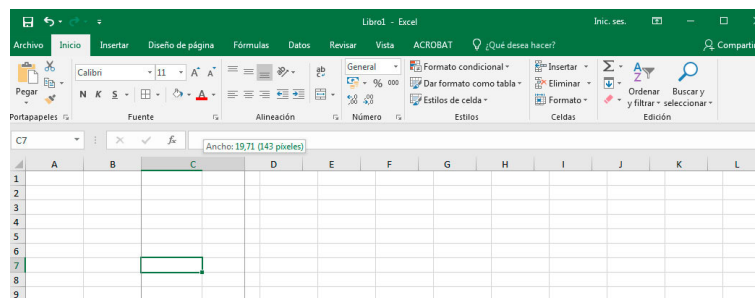 Libro1 - Excel
Inic. ses.
Archivo Inicio Insertar Diseño de página Fórmulas Datos Revisar Vista ACROBAT ¿Qué desea hacer? Compartir
Pegar
Calibri 11 A A
N K S A
ab
General
% 000
Formato condicional
Dar formato como tabla
Estilos de celda
Insertar
Eliminar
Formato
Ordenar y filtrar
Buscar y seleccionar
Portapapeles Fuente Alineación Número Estilos Celdas Edición
C7 fx
Ancho: 19,71 (143 píxeles)
A B C D E F G H I J K L
1
2
3
4
5
6
7
8
9